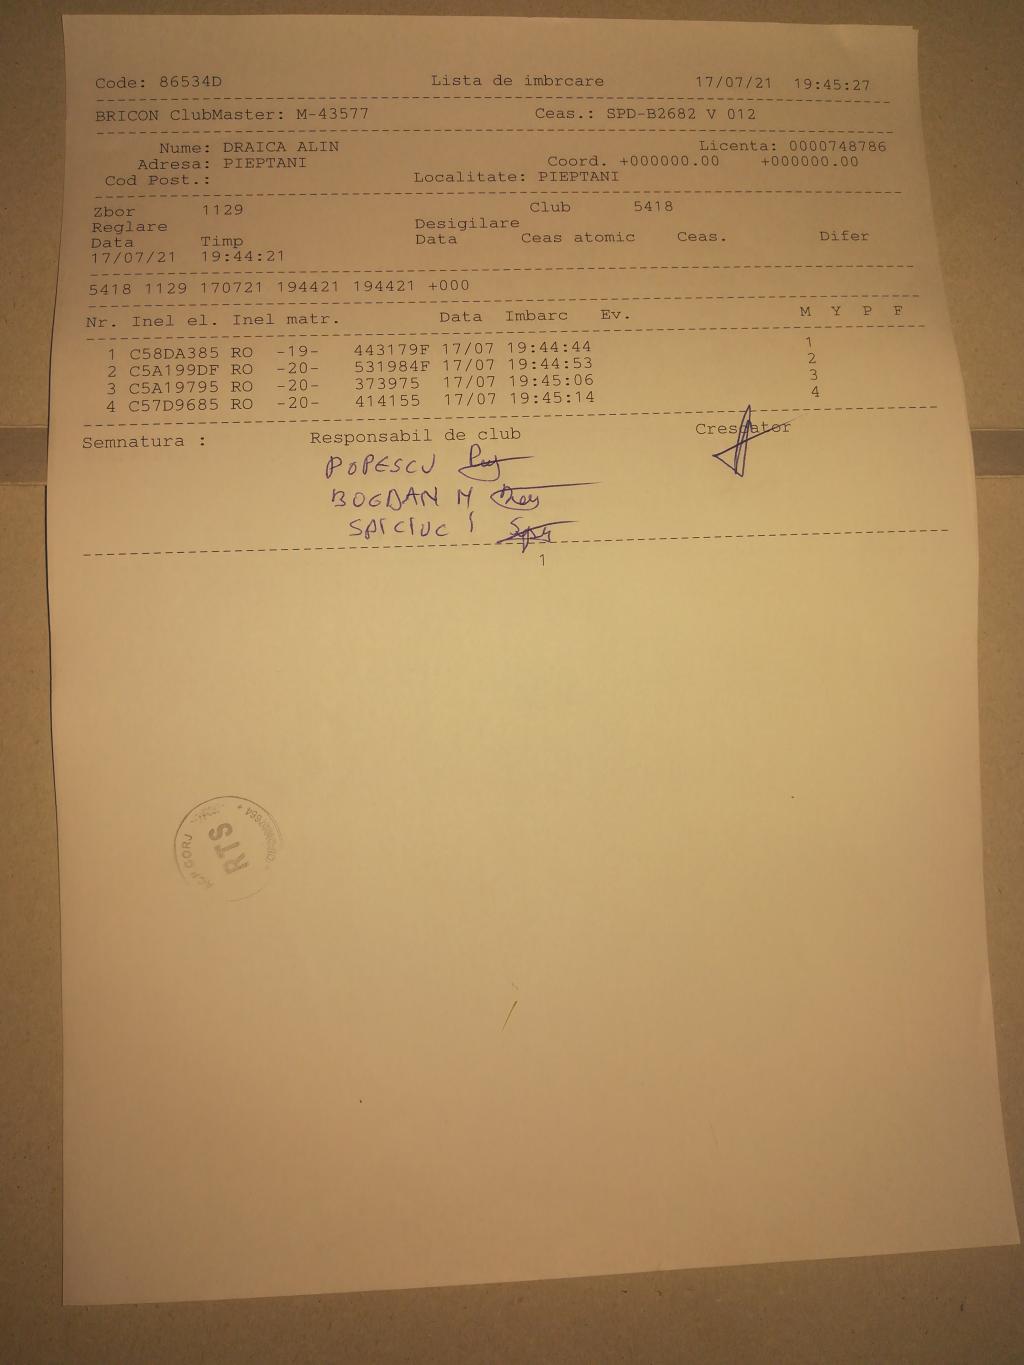 Code: 86534D Lista de imbrcare 17/07/21 19:45:27
BRICON ClubMaster: M-43577 Ceas.: SPD-B2682 V 012
Nume: DRAICA ALIN Licenta: 0000748786
Adresa: PIEPTANI Coord. +000000.00 +000000.00
Cod Post.: Localitate: PIEPTANI
Zbor 1129 Club 5418
Reglare Desigilare
Data Timp Data Ceas atomic Ceas. Difer
17/07/21 19:44:21
5418 1129 170721 194421 194421 +000
Nr. Inel el. Inel matr. Data Imbarc Ev. M Y P F
1 C58DA385 RO -19- 443179F 17/07 19:44:44 1
2 C5A199DF RO -20- 531984F 17/07 19:44:53 2
3 C5A19795 RO -20- 373975 17/07 19:45:06 3
4 C57D9685 RO -20- 414155 17/07 19:45:14 4
Semnatura : Responsabil de club Crescator
POPESCU
BOGDAN M
SPICIUC I
1
GORJ
RTS